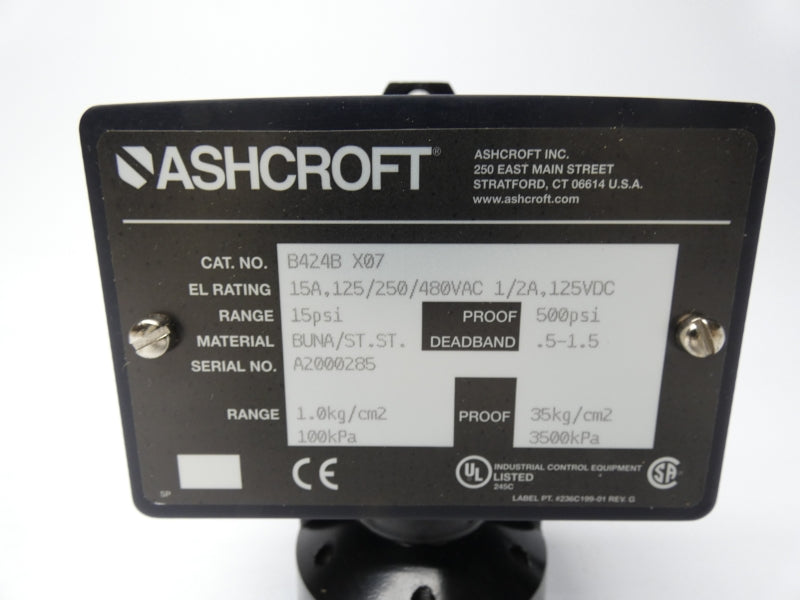 ASHCROFT®
ASHCROFT INC.
250 EAST MAIN STREET
STRATFORD, CT 06614 U.S.A.
www.ashcroft.com
CAT. NO. B424B X07
EL RATING 15A,125/250/480VAC 1/2A,125VDC
RANGE 15psi PROOF 500psi
MATERIAL BUNA/ST.ST. DEADBAND .5-1.5
SERIAL NO. A2000285
RANGE 1.0kg/cm2 PROOF 35kg/cm2
100kPa 3500kPa
SP
CE
UL INDUSTRIAL CONTROL EQUIPMENT
LISTED
245C
SA
LABEL PT. #236C199-01 REV. G